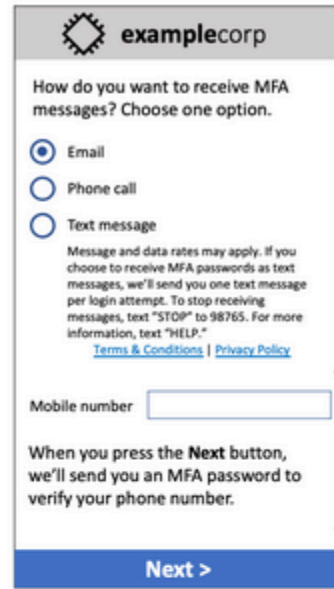 examplecorp
How do you want to receive MFA
messages? Choose one option.
Email
Phone call
Text message
Message and data rates may apply. If you
choose to receive MFA passwords as text
messages, we'll send you one text message
per login attempt. To stop receiving
messages, text "STOP" to 98765. For more
information, text "HELP."
Terms & Conditions | Privacy Policy
Mobile number
When you press the Next button,
we'll send you an MFA password to
verify your phone number.
Next >